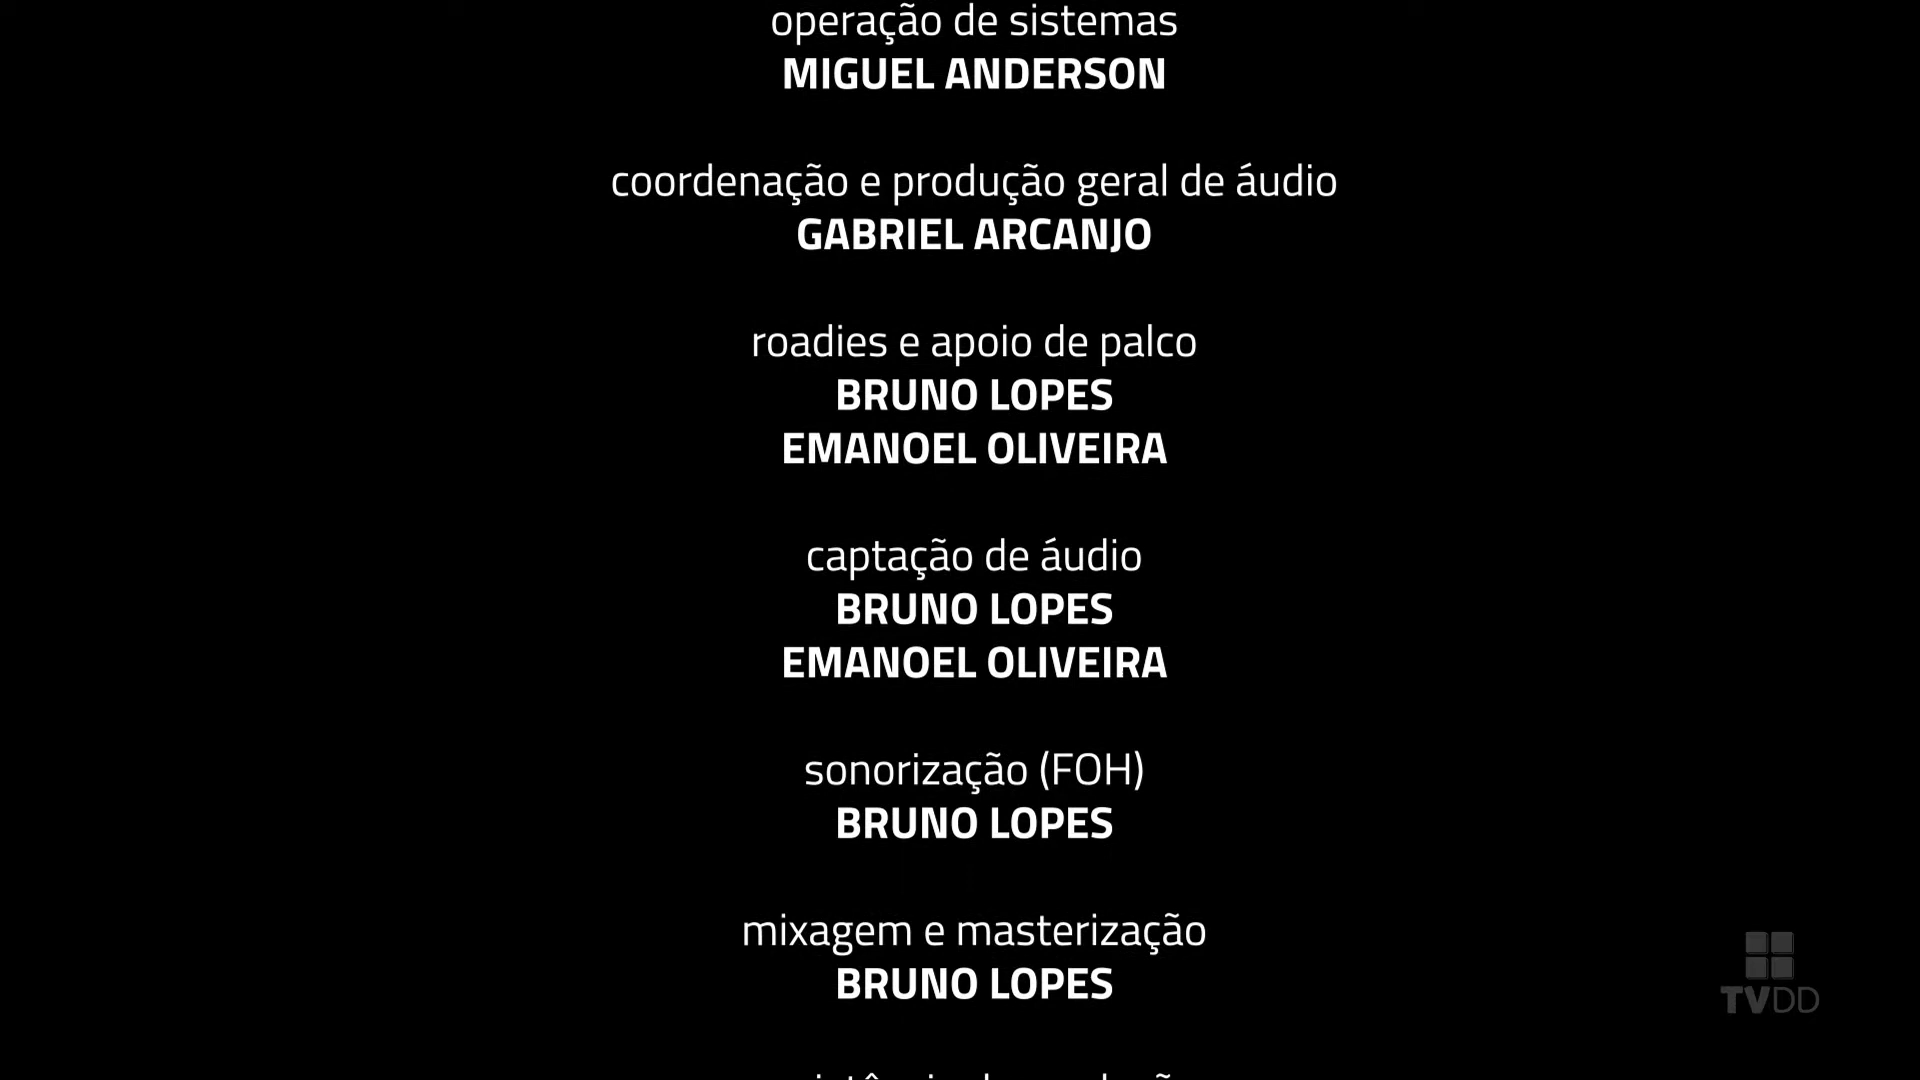 operação de sistemas
MIGUEL ANDERSON
coordenação e produção geral de áudio
GABRIEL ARCANJO
roadies e apoio de palco
BRUNO LOPES
EMANOEL OLIVEIRA
captação de áudio
BRUNO LOPES
EMANOEL OLIVEIRA
sonorização (FOH)
BRUNO LOPES
mixagem e masterização
BRUNO LOPES
TVDD